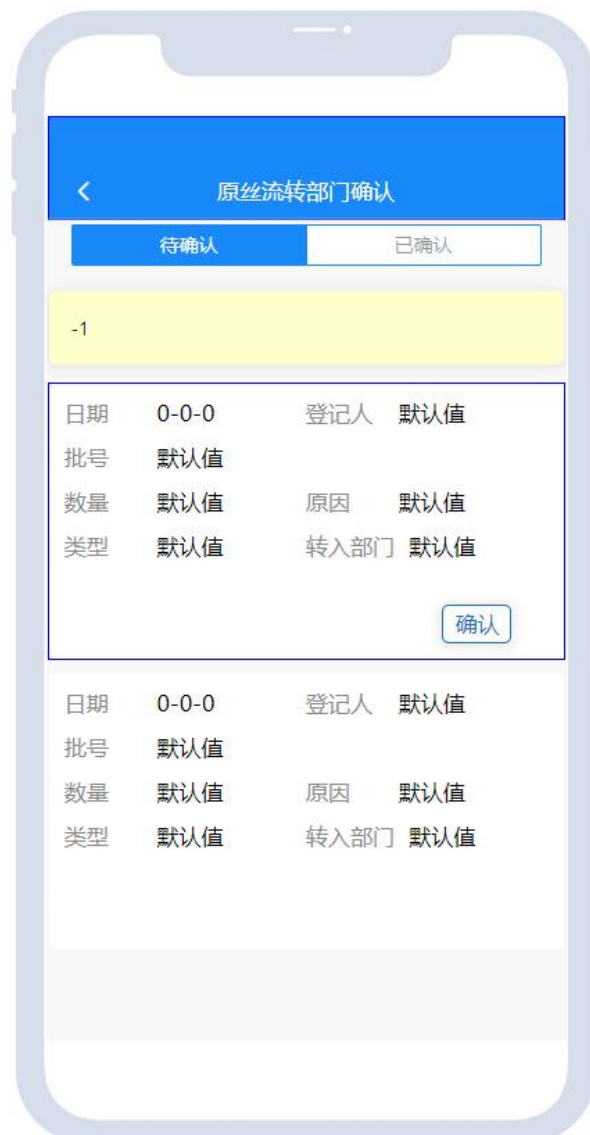 原丝流转部门确认
待确认 已确认
-1
日期 0-0-0 登记人 默认值
批号 默认值
数量 默认值 原因 默认值
类型 默认值 转入部门 默认值
确认
日期 0-0-0 登记人 默认值
批号 默认值
数量 默认值 原因 默认值
类型 默认值 转入部门 默认值